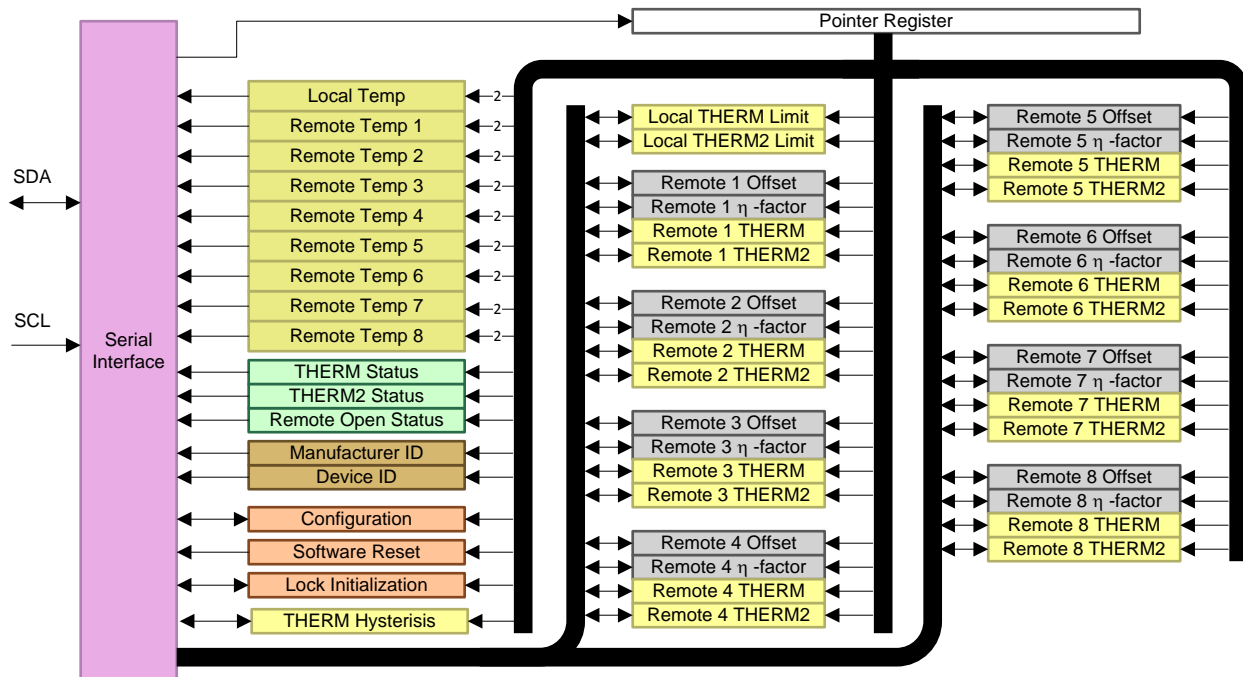 Pointer Register
SDA
SCL
Serial
Interface
Local Temp
2
Remote Temp 1
2
Remote Temp 2
2
Remote Temp 3
2
Remote Temp 4
2
Remote Temp 5
2
Remote Temp 6
2
Remote Temp 7
2
Remote Temp 8
2
THERM Status
THERM2 Status
Remote Open Status
Manufacturer ID
Device ID
Configuration
Software Reset
Lock Initialization
THERM Hysterisis
Local THERM Limit
Local THERM2 Limit
Remote 1 Offset
Remote 1 η -factor
Remote 1 THERM
Remote 1 THERM2
Remote 2 Offset
Remote 2 η -factor
Remote 2 THERM
Remote 2 THERM2
Remote 3 Offset
Remote 3 η -factor
Remote 3 THERM
Remote 3 THERM2
Remote 4 Offset
Remote 4 η -factor
Remote 4 THERM
Remote 4 THERM2
Remote 5 Offset
Remote 5 η -factor
Remote 5 THERM
Remote 5 THERM2
Remote 6 Offset
Remote 6 η -factor
Remote 6 THERM
Remote 6 THERM2
Remote 7 Offset
Remote 7 η -factor
Remote 7 THERM
Remote 7 THERM2
Remote 8 Offset
Remote 8 η -factor
Remote 8 THERM
Remote 8 THERM2